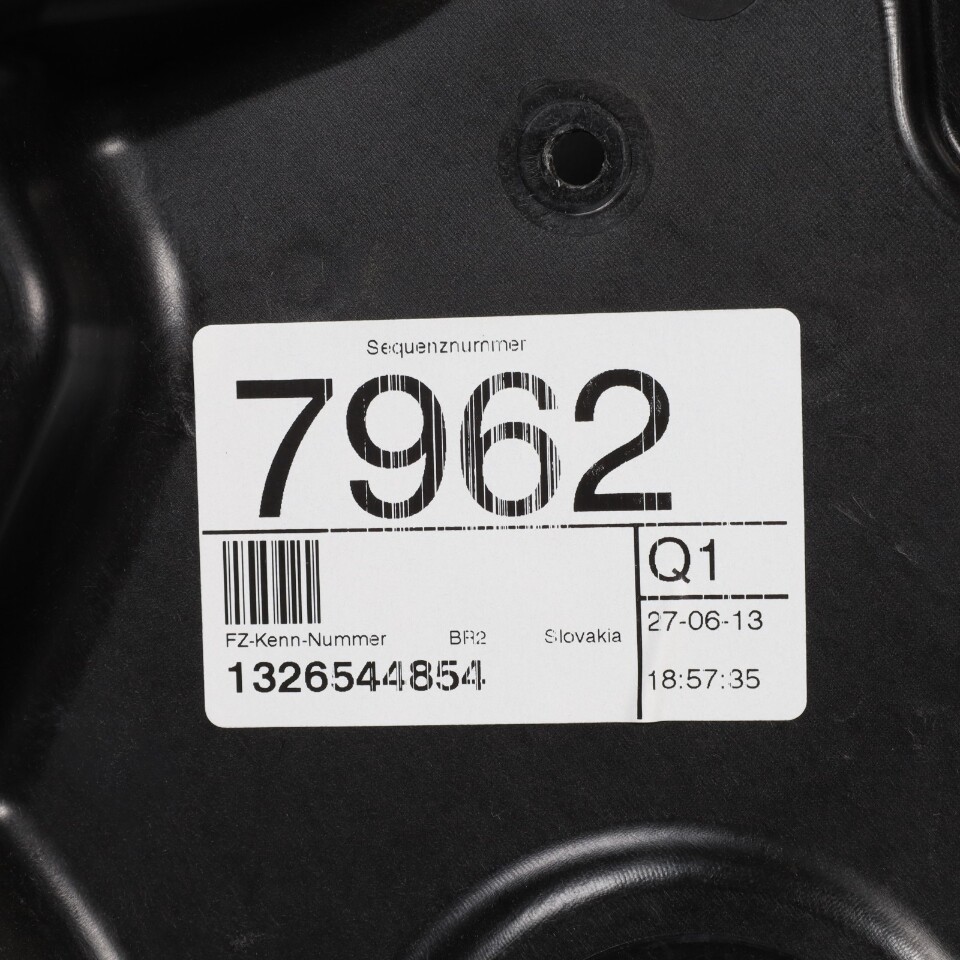 Sequenznummer
7962
Q1
FZ-Kenn-Nummer BR2 Slovakia
1326544854
27-06-13
18:57:35